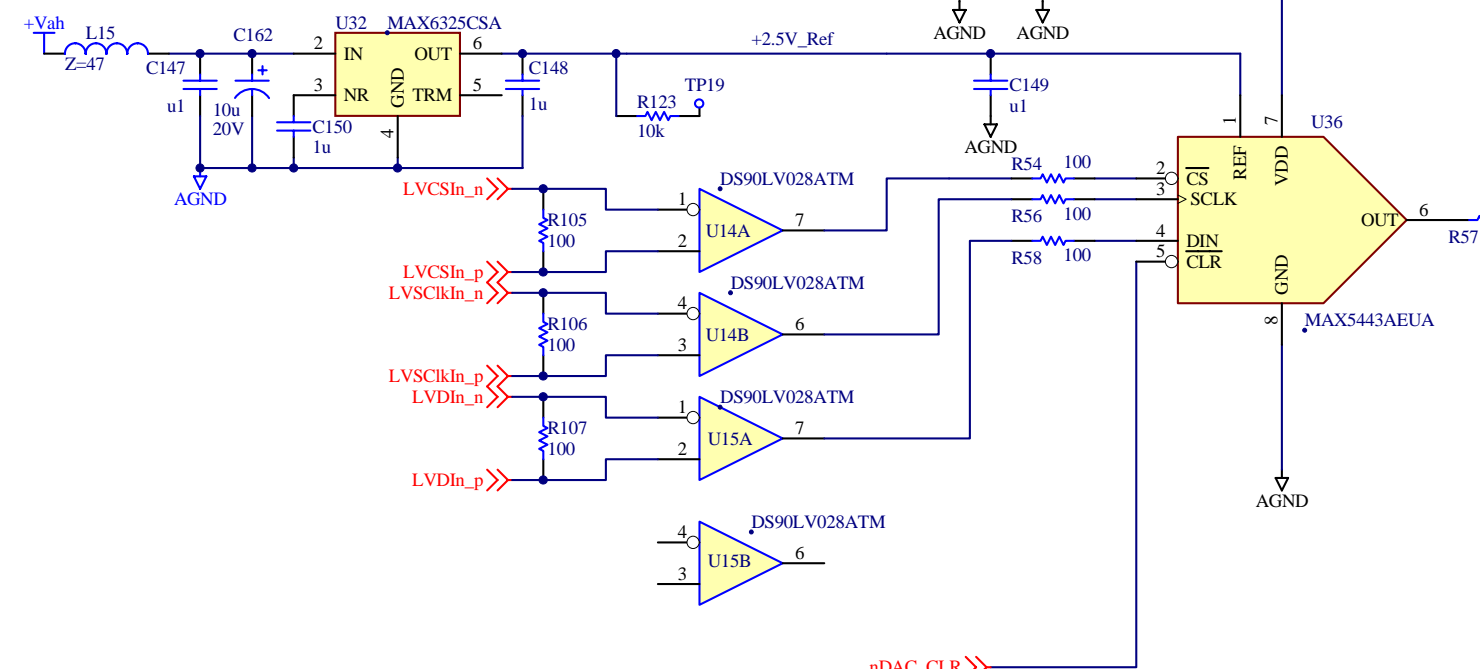 +Vah
L15
Z=47
C147
u1
C162
10u
20V
U32
MAX6325CSA
2
IN
OUT
6
3
NR
GND
TRM
5
4
C150
1u
C148
1u
AGND
+2.5V_Ref
R123
10k
TP19
AGND
AGND
C149
u1
AGND
LVCSIn_n
R105
100
LVCSIn_p
DS90LV028ATM
1
2
U14A
7
LVSClkIn_n
R106
100
LVSClkIn_p
DS90LV028ATM
4
3
U14B
6
LVDIn_n
R107
100
LVDIn_p
DS90LV028ATM
1
2
U15A
7
DS90LV028ATM
4
3
U15B
6
R54
100
R56
100
R58
100
U36
1
REF
7
VDD
2
CS
3
SCLK
4
DIN
5
CLR
OUT
6
GND
8
MAX5443AEUA
R57
AGND
nDAC_CLR